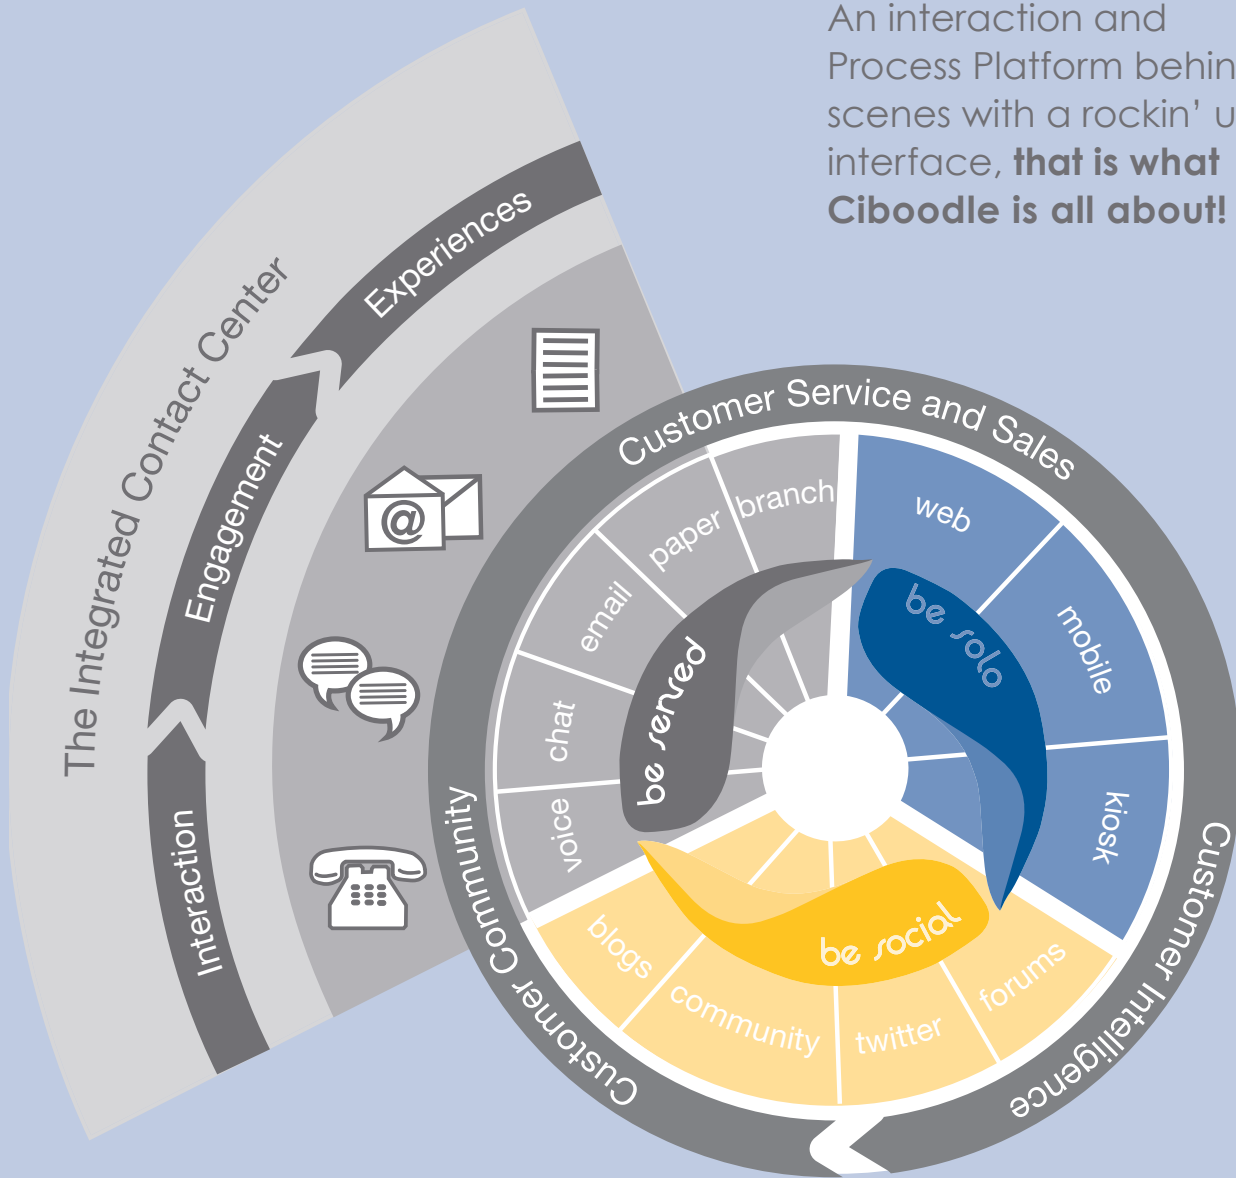 An interaction and
Process Platform behin
scenes with a rockin' u
interface, that is what
Ciboodle is all about!
The Integrated Contact Center
Experiences
Engagement
Interaction
Customer Service and Sales
Customer Intelligence
Customer Community
branch
paper
email
chat
voice
be served
web
mobile
kiosk
be solo
blogs
community
twitter
forums
be social
@